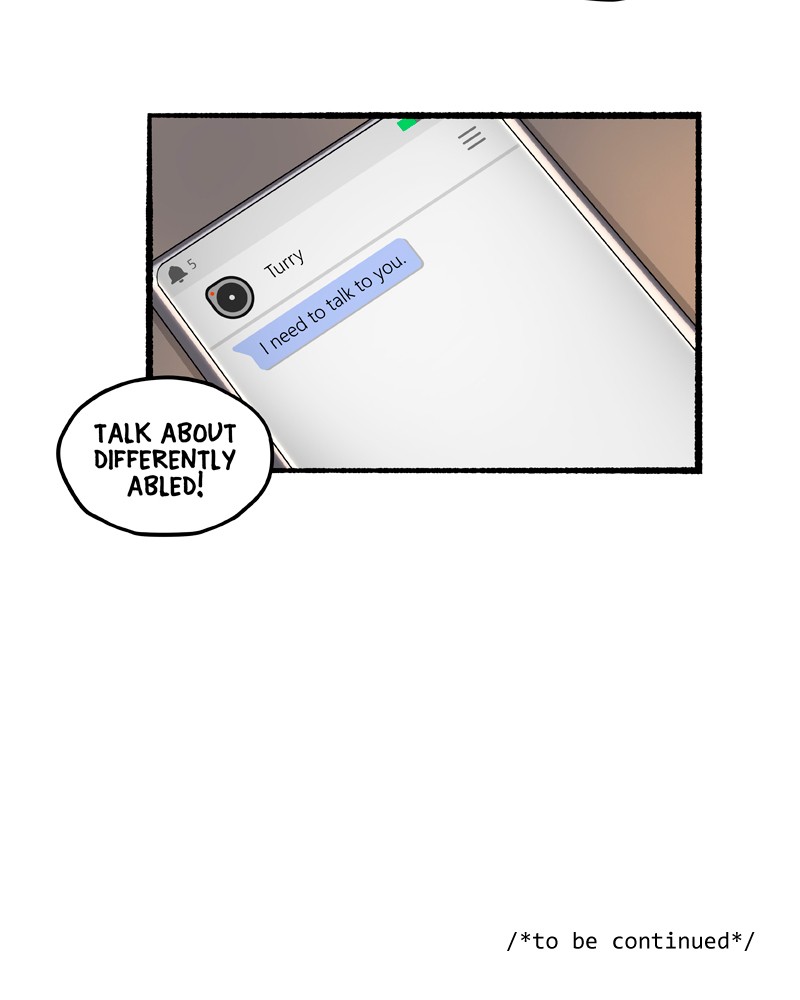 5
Turry
I need to talk to you.
TALK ABOUT
DIFFERENTLY
ABLED!
/*to be continued*/